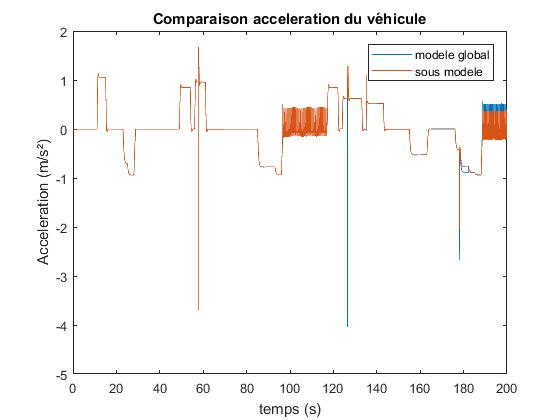 Comparaison acceleration du véhicule
modele global
sous modele
Acceleration (m/s²)
2
1
0
-1
-2
-3
-4
-5
0 20 40 60 80 100 120 140 160 180 200
temps (s)